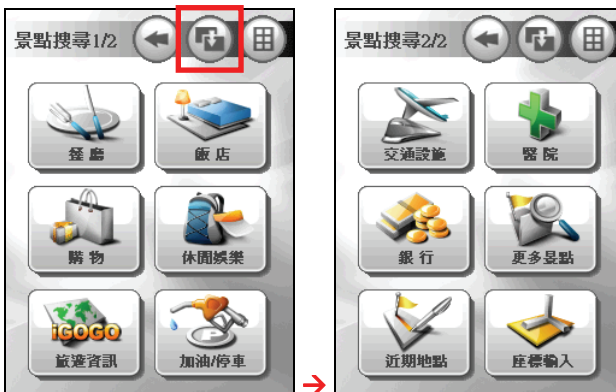 景點搜尋1/2
餐廳
飯店
購物
休閒娛樂
iGOGO
旅遊資訊
加油/停車
P
景點搜尋2/2
交通設施
醫院
銀行
更多景點
近期地點
座標輸入